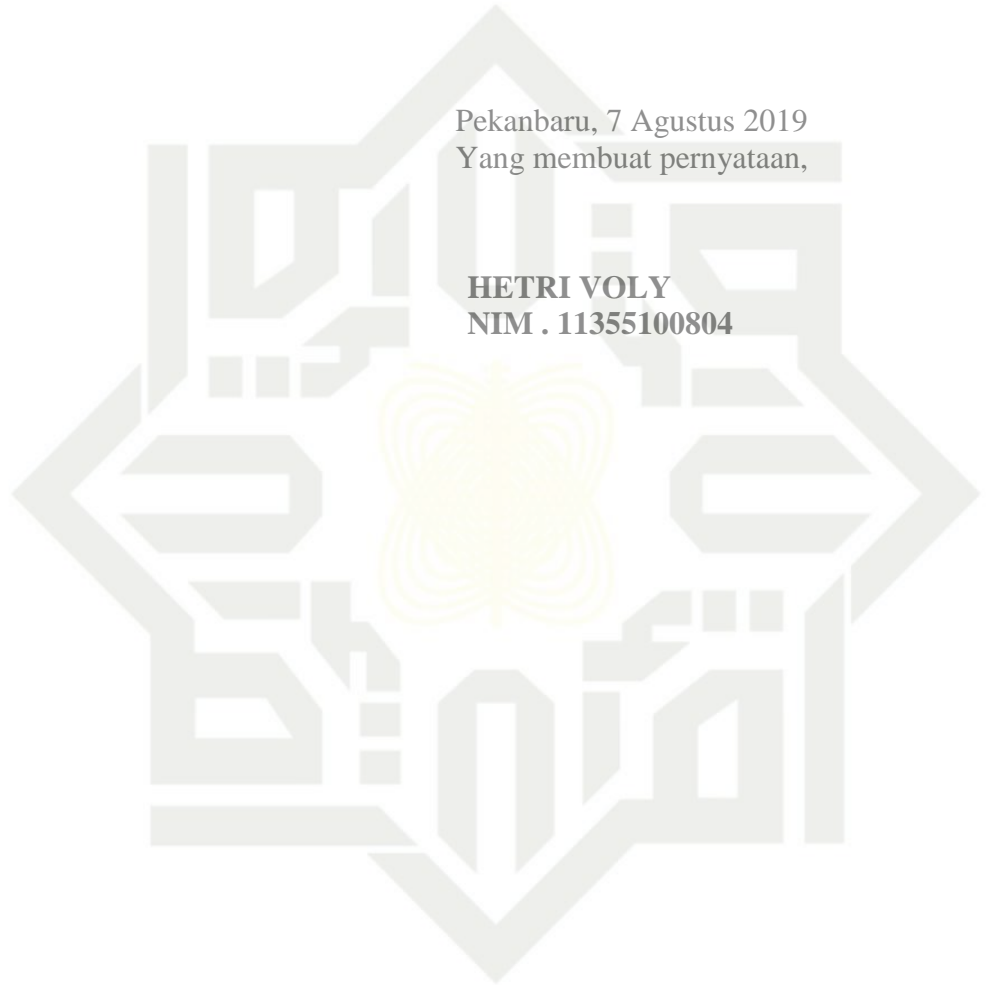 Pekanbaru, 7 Agustus 2019
Yang membuat pernyataan,
HETRI VOLY
NIM . 11355100804